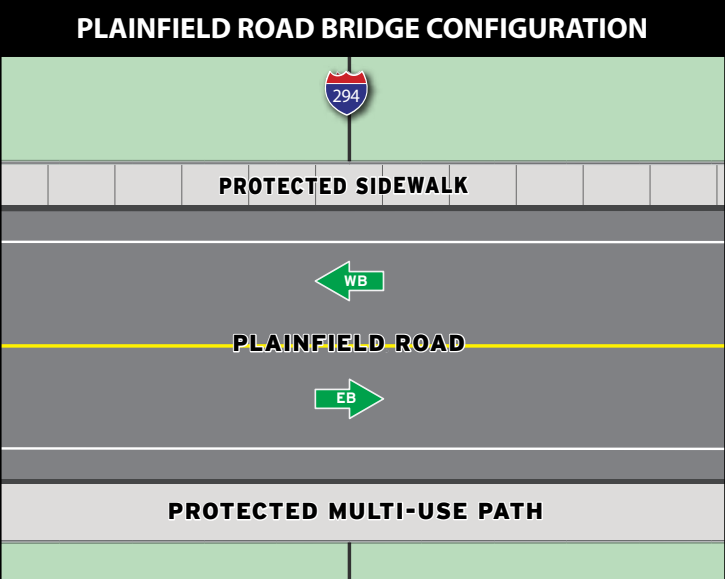 PLAINFIELD ROAD BRIDGE CONFIGURATION
294
PROTECTED SIDEWALK
WB
PLAINFIELD ROAD
EB
PROTECTED MULTI-USE PATH